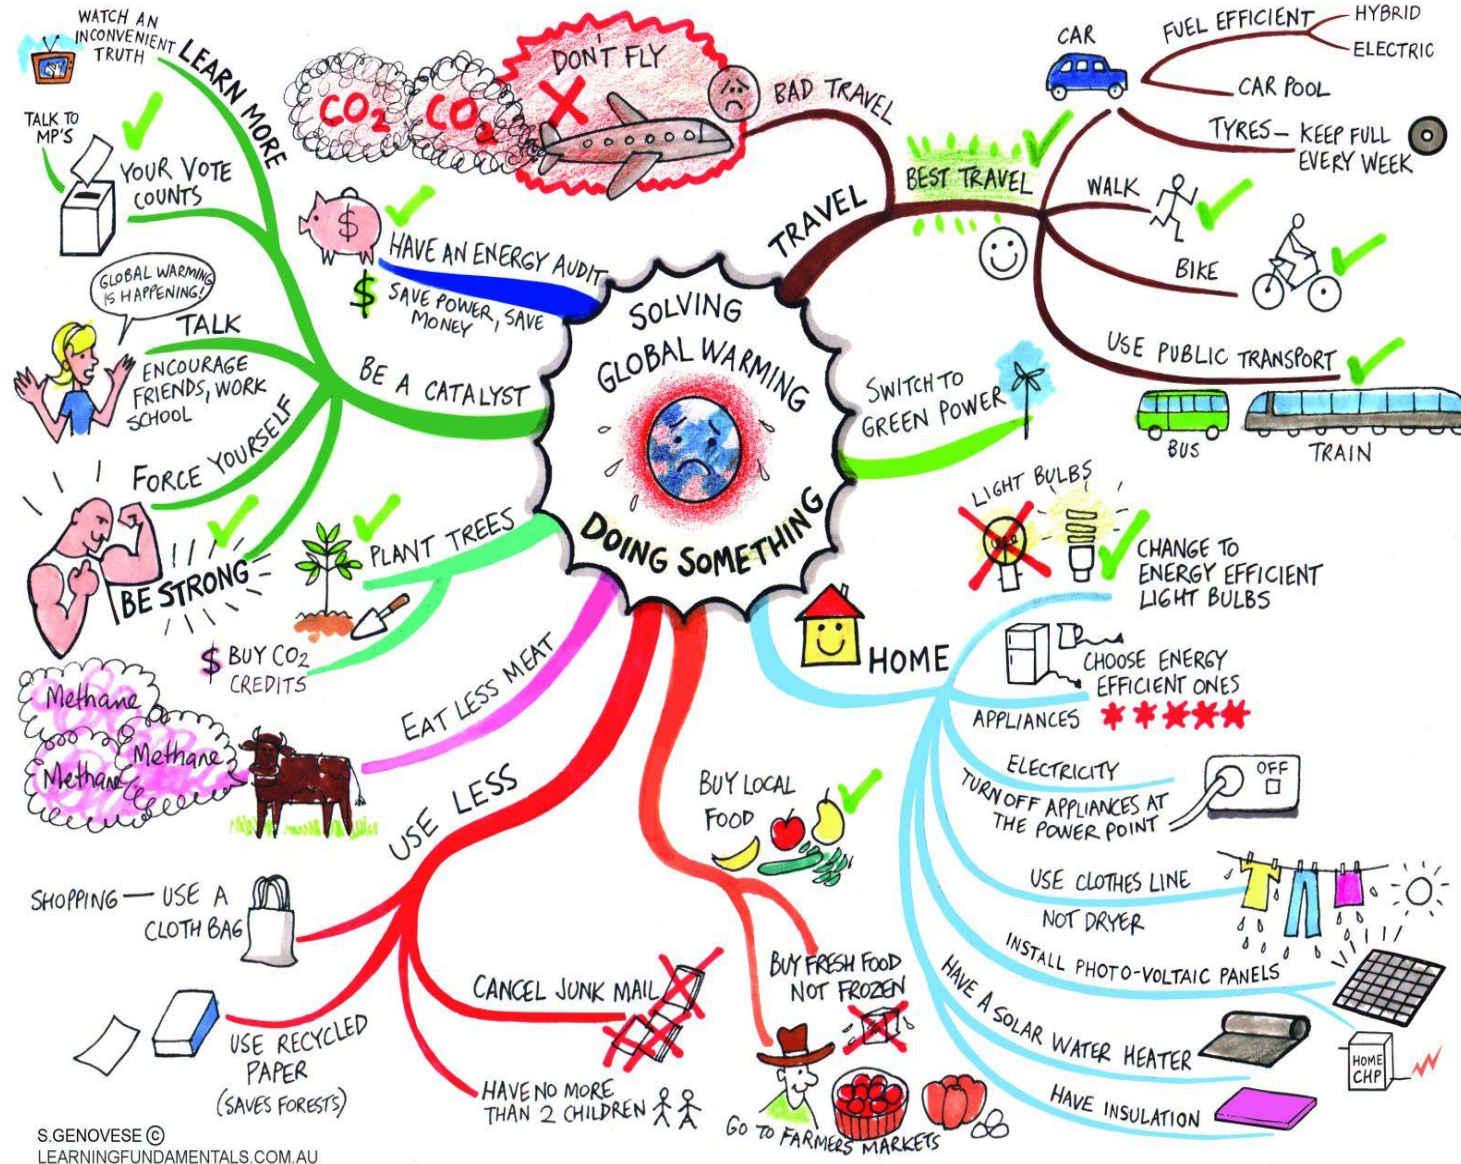 SOLVING
GLOBAL WARMING
DOING SOMETHING
TRAVEL
BAD TRAVEL
DON'T FLY
CO2
CO2
BEST TRAVEL
CAR
FUEL EFFICIENT
HYBRID
ELECTRIC
CAR POOL
TYRES – KEEP FULL
EVERY WEEK
WALK
BIKE
USE PUBLIC TRANSPORT
BUS
TRAIN
SWITCH TO
GREEN POWER
HOME
LIGHT BULBS
CHANGE TO
ENERGY EFFICIENT
LIGHT BULBS
APPLIANCES
CHOOSE ENERGY
EFFICIENT ONES
ELECTRICITY
TURN OFF APPLIANCES AT
THE POWER POINT
OFF
USE CLOTHES LINE
NOT DRYER
INSTALL PHOTO-VOLTAIC PANELS
HOME
CHP
HAVE A SOLAR WATER HEATER
HAVE INSULATION
BUY LOCAL
FOOD
BUY FRESH FOOD
NOT FROZEN
GO TO FARMERS MARKETS
USE LESS
SHOPPING — USE A
CLOTH BAG
USE RECYCLED
PAPER
(SAVES FORESTS)
CANCEL JUNK MAIL
HAVE NO MORE
THAN 2 CHILDREN
EAT LESS MEAT
Methane
Methane
Methane
PLANT TREES
$ BUY CO2
CREDITS
BE A CATALYST
LEARN MORE
WATCH AN
INCONVENIENT
TRUTH
YOUR VOTE
COUNTS
TALK TO
MP'S
TALK
ENCOURAGE
FRIENDS, WORK
SCHOOL
GLOBAL WARMING
IS HAPPENING!
FORCE YOURSELF
BE STRONG
HAVE AN ENERGY AUDIT
$
$ SAVE POWER, SAVE
MONEY
S.GENOVESE ©
LEARNINGFUNDAMENTALS.COM.AU